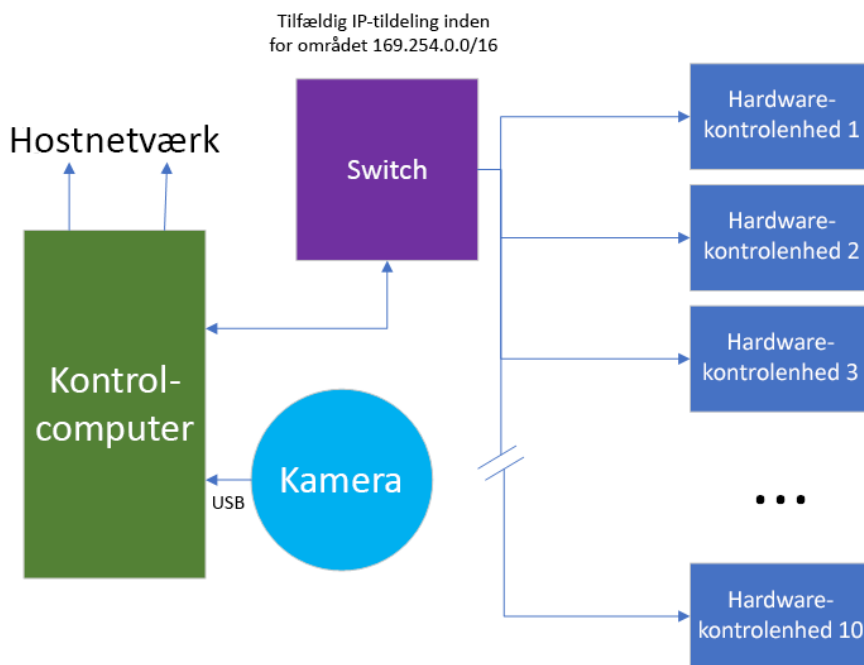 Tilfældig IP-tildeling inden
for området 169.254.0.0/16
Hostnetværk
Switch
Hardware-
kontrolenhed 1
Hardware-
kontrolenhed 2
Hardware-
kontrolenhed 3
Kontrol-
computer
Kamera
USB
...
Hardware-
kontrolenhed 10